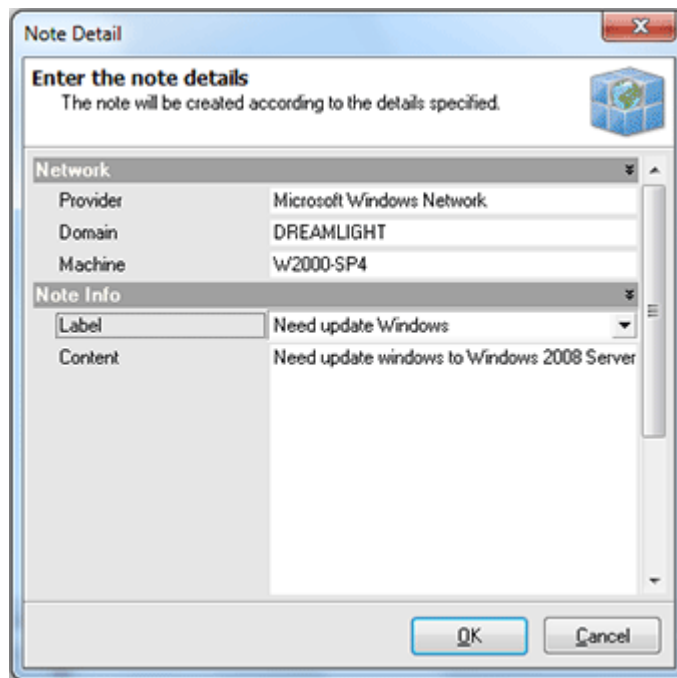 Note Detail
Enter the note details
The note will be created according to the details specified.
Network
Provider Microsoft Windows Network
Domain DREAMLIGHT
Machine W2000-SP4
Note Info
Label Need update Windows
Content Need update windows to Windows 2008 Server
OK Cancel